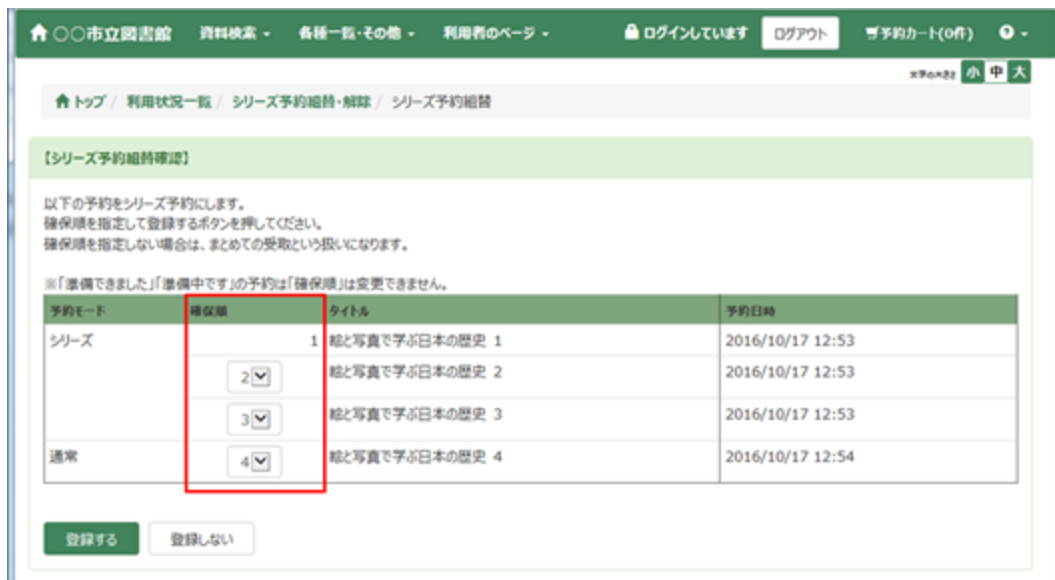 〇〇市立図書館 資料検索 各種一覧・その他 利用者のページ ログインしています ログアウト 予約カート(0件) ?
文字の大きさ 小 中 大
トップ / 利用状況一覧 / シリーズ予約組替・解除 / シリーズ予約組替
【シリーズ予約組替確認】
以下の予約をシリーズ予約にします。
確保順を指定して登録するボタンを押してください。
確保順を指定しない場合は、まとめての受取という扱いになります。
※「準備できました」「準備中です」の予約は「確保順」は変更できません。
予約モード 確保順 タイトル 予約日時
シリーズ 1 絵と写真で学ぶ日本の歴史 1 2016/10/17 12:53
2 絵と写真で学ぶ日本の歴史 2 2016/10/17 12:53
3 絵と写真で学ぶ日本の歴史 3 2016/10/17 12:53
通常 4 絵と写真で学ぶ日本の歴史 4 2016/10/17 12:54
登録する 登録しない